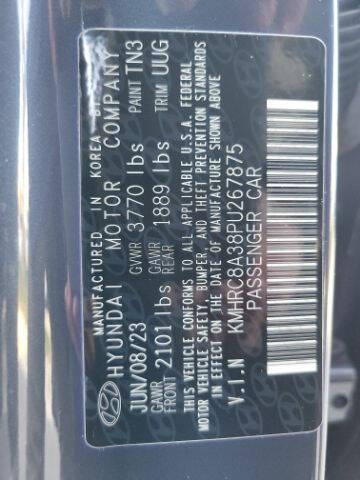 MANUFACTURED IN KOREA BY
HYUNDAI MOTOR COMPANY
JUN/08/23 GVWR 3770 lbs PAINT TN3
GAWR FRONT 2101 lbs GAWR REAR 1889 lbs TRIM UUG
THIS VEHICLE CONFORMS TO ALL APPLICABLE U.S.A. FEDERAL
MOTOR VEHICLE SAFETY, BUMPER, AND THEFT PREVENTION STANDARDS
IN EFFECT ON THE DATE OF MANUFACTURE SHOWN ABOVE
V.I.N KMHRC8A38PU267875
PASSENGER CAR